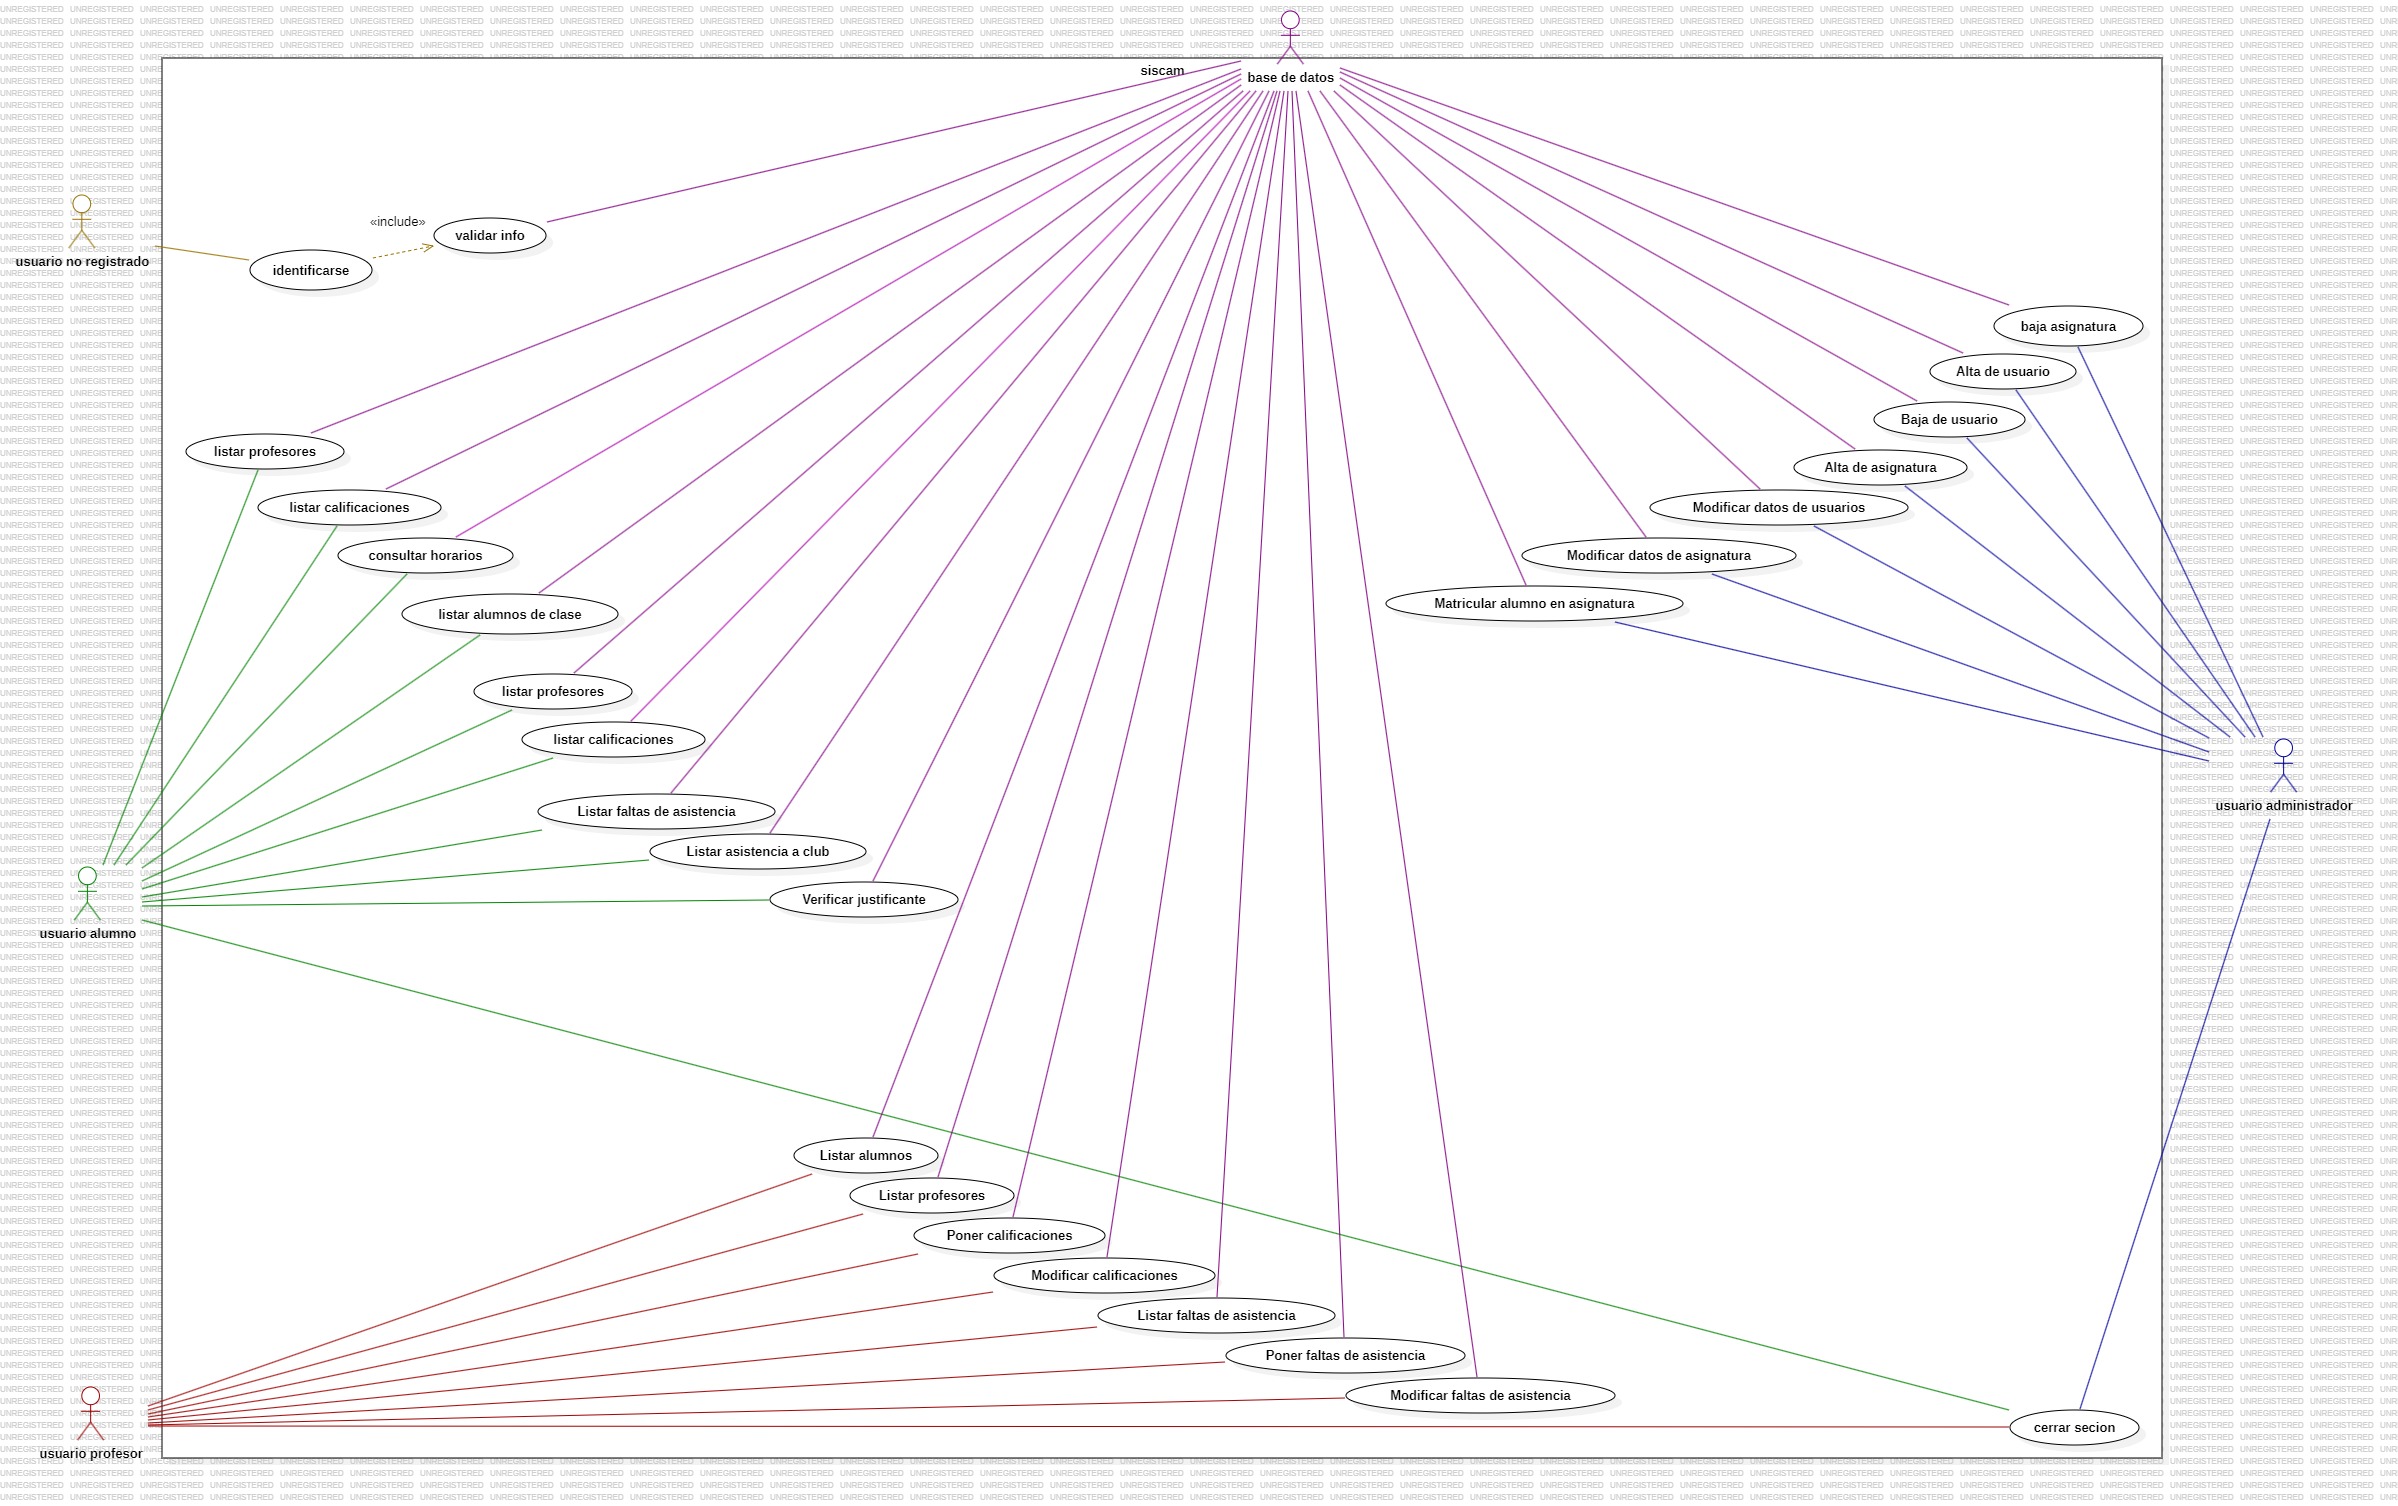 siscam
base de datos
usuario no registrado
«include»
validar info
identificarse
baja asignatura
Alta de usuario
Baja de usuario
listar profesores
Alta de asignatura
listar calificaciones
Modificar datos de usuarios
consultar horarios
Modificar datos de asignatura
listar alumnos de clase
Matricular alumno en asignatura
listar profesores
listar calificaciones
Listar faltas de asistencia
usuario administrador
Listar asistencia a club
Verificar justificante
usuario alumno
Listar alumnos
Listar profesores
Poner calificaciones
Modificar calificaciones
Listar faltas de asistencia
Poner faltas de asistencia
Modificar faltas de asistencia
cerrar secion
usuario profesor
UNREGISTERED